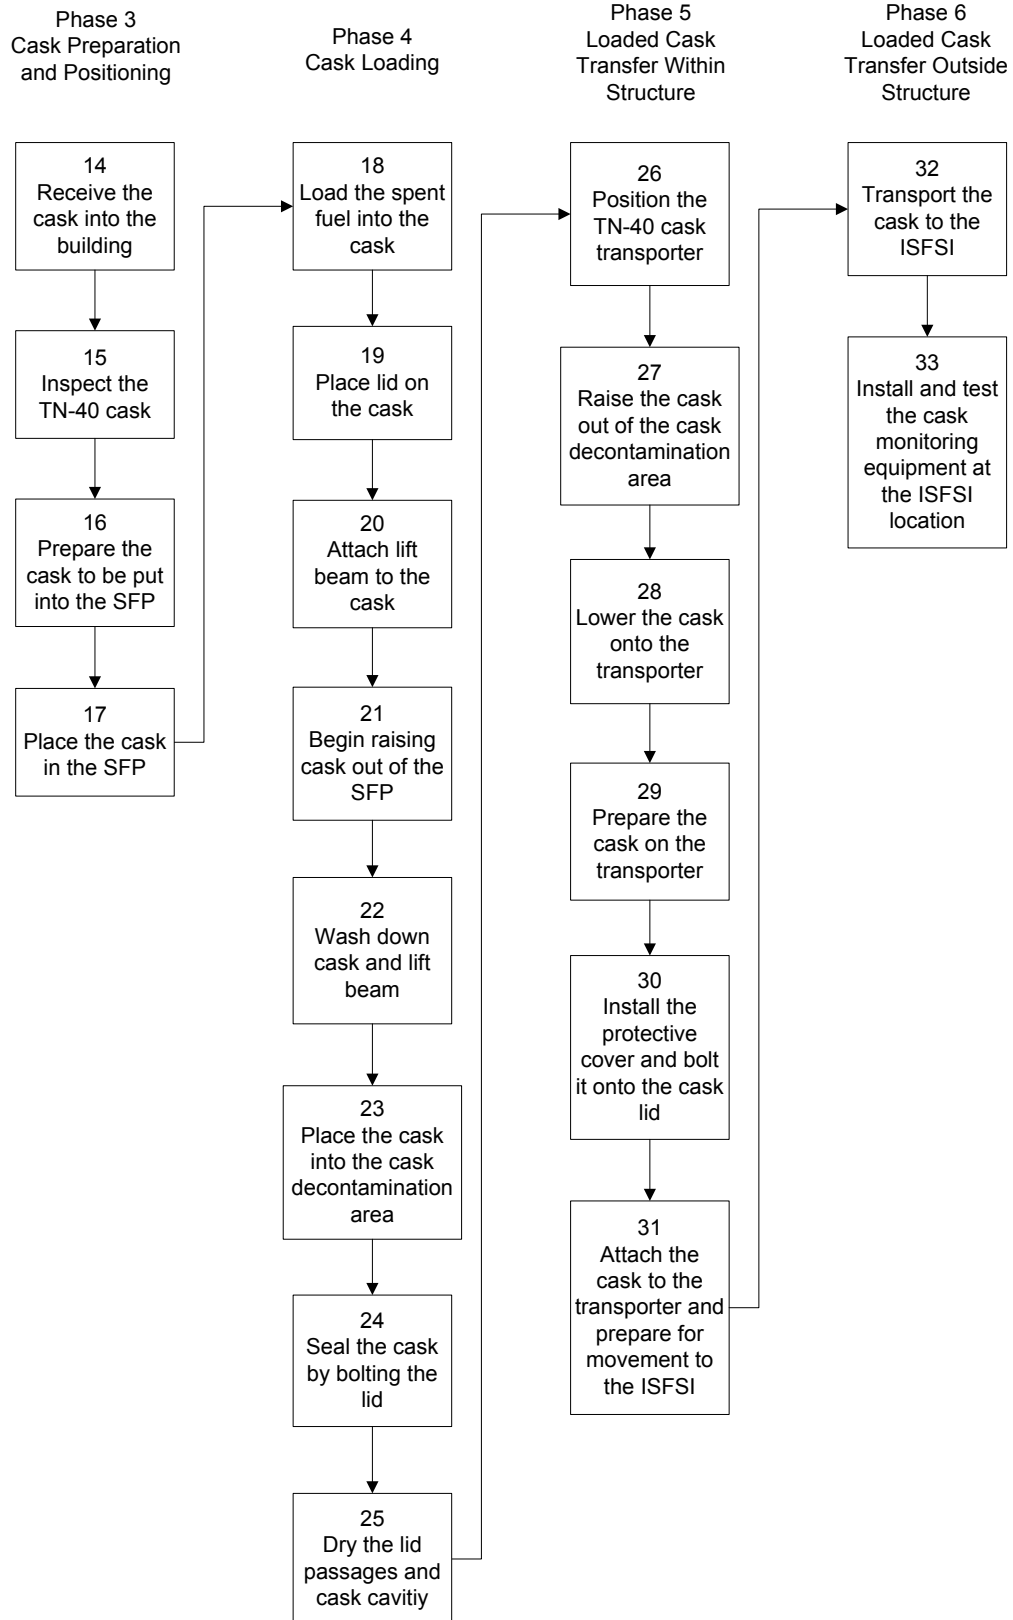 Phase 3
Cask Preparation
and Positioning
14
Receive the
cask into the
building
15
Inspect the
TN-40 cask
16
Prepare the
cask to be put
into the SFP
17
Place the cask
in the SFP
Phase 4
Cask Loading
18
Load the spent
fuel into the
cask
19
Place lid on
the cask
20
Attach lift
beam to the
cask
21
Begin raising
cask out of the
SFP
22
Wash down
cask and lift
beam
23
Place the cask
into the cask
decontamination
area
24
Seal the cask
by bolting the
lid
25
Dry the lid
passages and
cask cavitiy
Phase 5
Loaded Cask
Transfer Within
Structure
26
Position the
TN-40 cask
transporter
27
Raise the cask
out of the cask
decontamination
area
28
Lower the cask
onto the
transporter
29
Prepare the
cask on the
transporter
30
Install the
protective
cover and bolt
it onto the cask
lid
31
Attach the
cask to the
transporter and
prepare for
movement to
the ISFSI
Phase 6
Loaded Cask
Transfer Outside
Structure
32
Transport the
cask to the
ISFSI
33
Install and test
the cask
monitoring
equipment at
the ISFSI
location